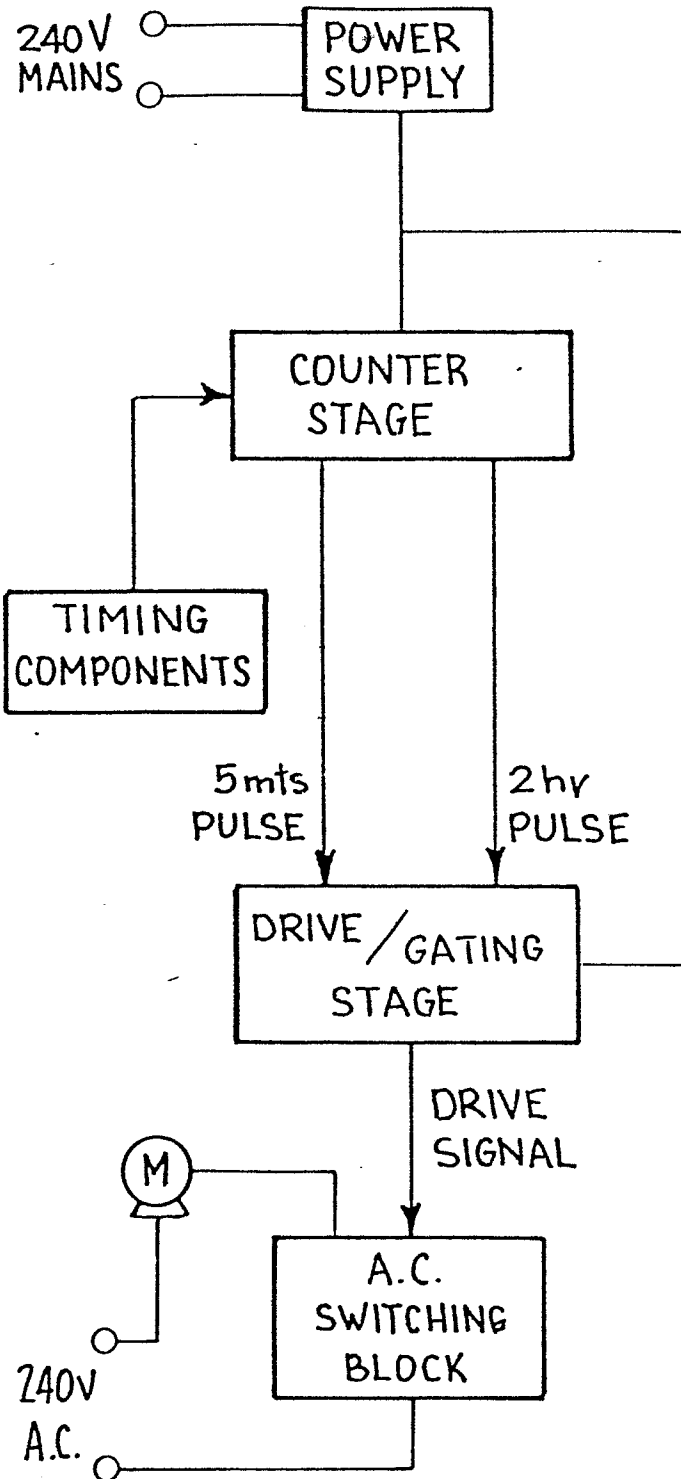 240V
MAINS
POWER
SUPPLY
COUNTER
STAGE
TIMING
COMPONENTS
5mts
PULSE
2hr
PULSE
DRIVE/GATING
STAGE
DRIVE
SIGNAL
M
A.C.
SWITCHING
BLOCK
240V
A.C.